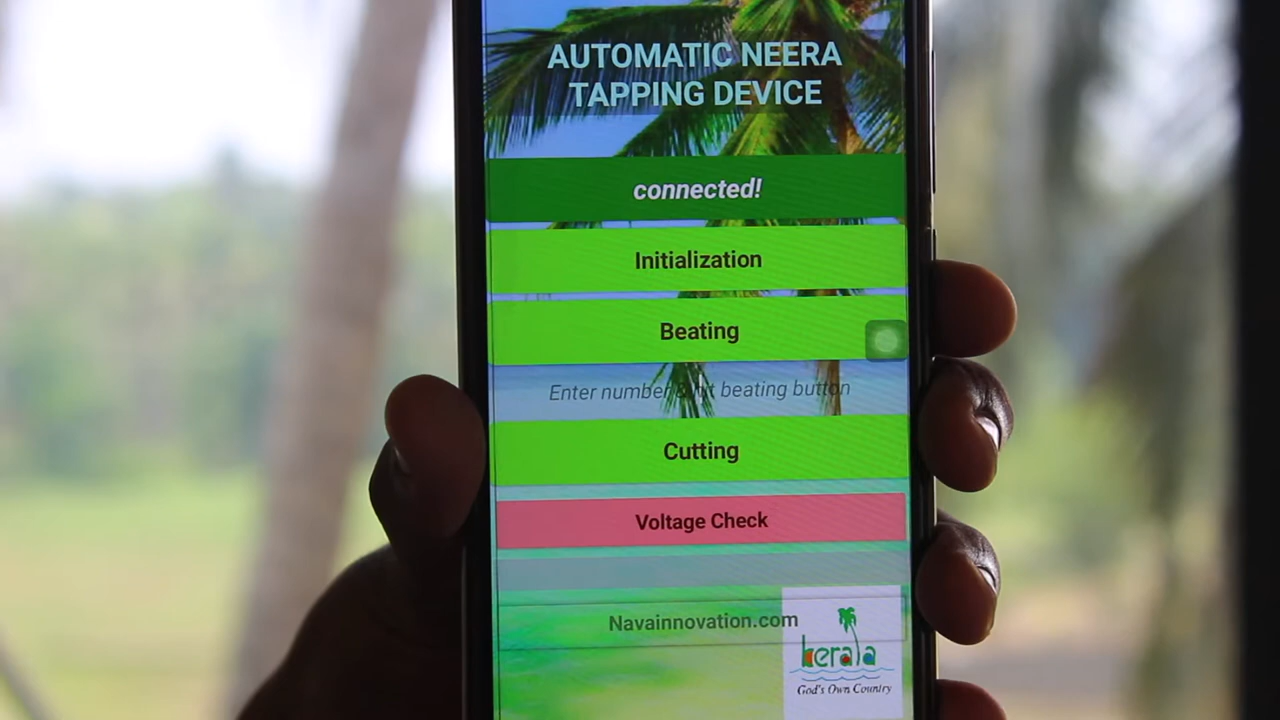 AUTOMATIC NEERA
TAPPING DEVICE
connected!
Initialization
Beating
Enter number & hit beating button
Cutting
Voltage Check
Navainnovation.com
kerala
God's Own Country